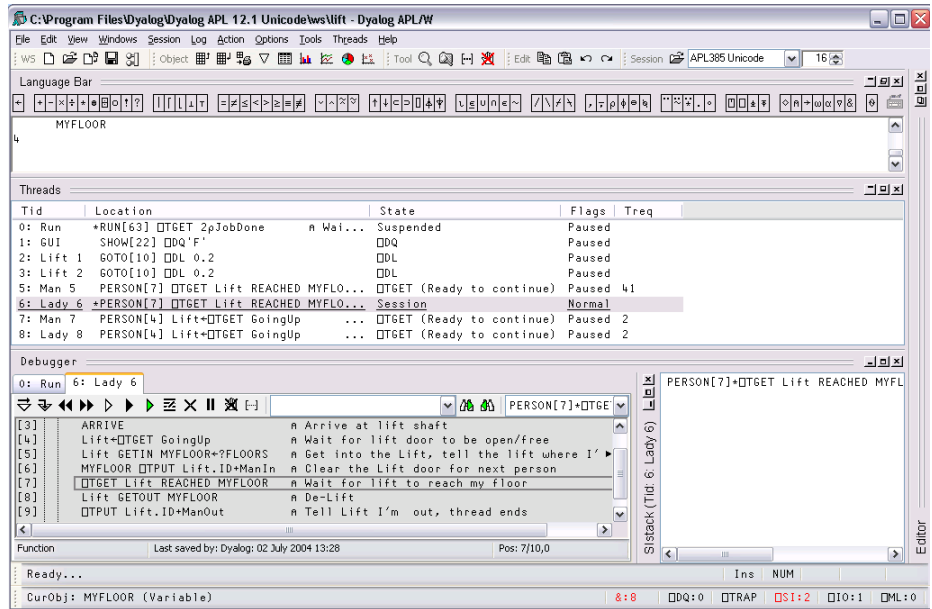 C:\Program Files\Dyalog\Dyalog APL 12.1 Unicode\ws\lift - Dyalog APL/W
File Edit View Windows Session Log Action Options Tools Threads Help
WS Object Tool Edit Session APL385 Unicode 16
Language Bar
← + - × ÷ * ⍟ ⌹ ○ ! ? | ⌈ ⌊ ⊥ ⊤ = ≠ ≤ < > ≥ ≡ ≢ ∨ ∧ ⍲ ⍱ ↑ ↓ ⊂ ⊃ ⌷ ⍋ ⍒ ⍳ ∪ ∩ ∊ ~ / \ ⌿ ⍀ , ⍪ ⍴ ⌽ ⊖ ⍉ ¨ ⍨ ⍣ . ∘ ⍞ ⎕ ⍎ ⍕ ⋄ ⍝ → ⍵ ⍺ ∇ & ⍬
MYFLOOR
4
Threads
Tid Location State Flags Treq
0: Run *RUN[63] ⎕TGET 2⍴JobDone ⍝ Wai... Suspended Paused
1: GUI SHOW[22] ⎕DQ'F' ⎕DQ Paused
2: Lift 1 GOTO[10] ⎕DL 0.2 ⎕DL Paused
3: Lift 2 GOTO[10] ⎕DL 0.2 ⎕DL Paused
5: Man 5 PERSON[7] ⎕TGET Lift REACHED MYFLO... ⎕TGET (Ready to continue) Paused 41
6: Lady 6 *PERSON[7] ⎕TGET Lift REACHED MYFLO... Session Normal
7: Man 7 PERSON[4] Lift←⎕TGET GoingUp ... ⎕TGET (Ready to continue) Paused 2
8: Lady 8 PERSON[4] Lift←⎕TGET GoingUp ... ⎕TGET (Ready to continue) Paused 2
Debugger
0: Run 6: Lady 6
PERSON[7]*⎕TGE
[3] ARRIVE ⍝ Arrive at lift shaft
[4] Lift←⎕TGET GoingUp ⍝ Wait for lift door to be open/free
[5] Lift GETIN MYFLOOR←?FLOORS ⍝ Get into the Lift, tell the lift where I'
[6] MYFLOOR ⎕TPUT Lift.ID+ManIn ⍝ Clear the Lift door for next person
[7] ⎕TGET Lift REACHED MYFLOOR ⍝ Wait for lift to reach my floor
[8] Lift GETOUT MYFLOOR ⍝ De-Lift
[9] ⎕TPUT Lift.ID+ManOut ⍝ Tell Lift I'm out, thread ends
Function Last saved by: Dyalog: 02 July 2004 13:28 Pos: 7/10,0
SIstack (Tid: 6: Lady 6)
PERSON[7]*⎕TGET Lift REACHED MYFL
Editor
Ready... Ins NUM
CurObj: MYFLOOR (Variable) &:8 ⎕DQ:0 ⎕TRAP ⎕SI:2 ⎕IO:1 ⎕ML:0